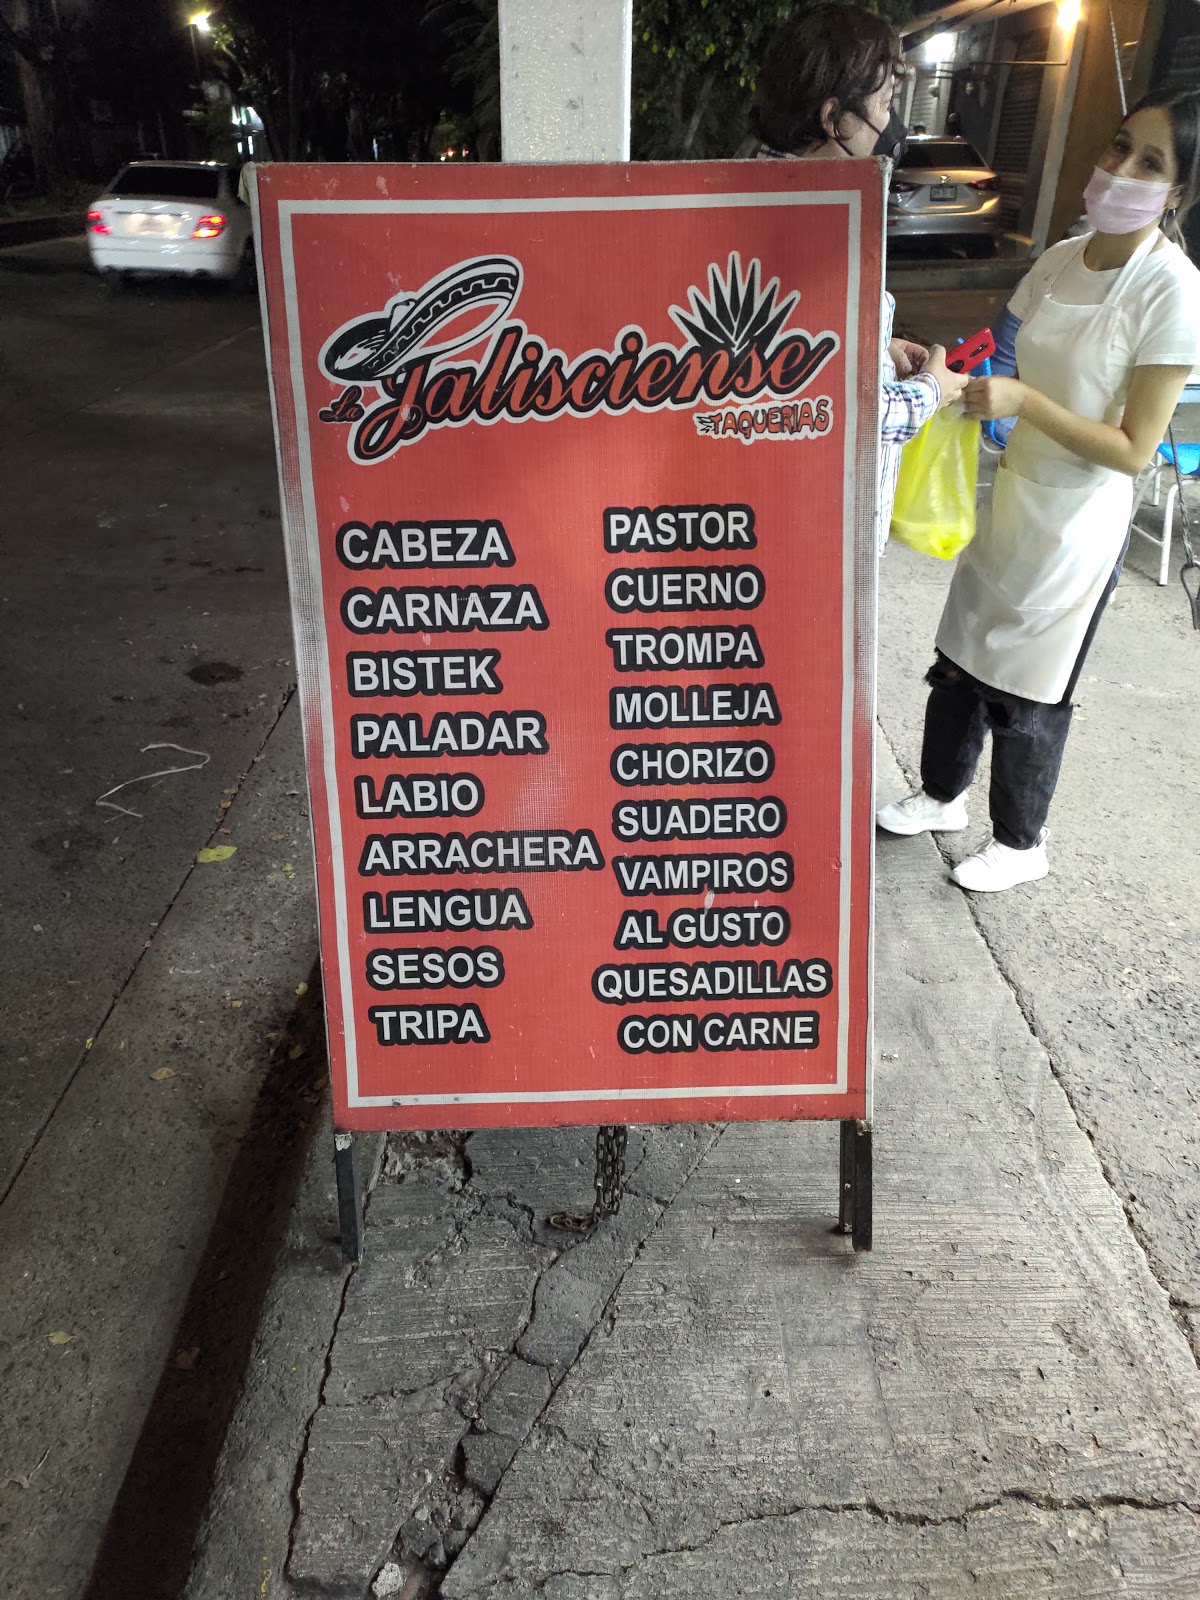 La Jalisciense
TAQUERIAS
CABEZA
CARNAZA
BISTEK
PALADAR
LABIO
ARRACHERA
LENGUA
SESOS
TRIPA
PASTOR
CUERNO
TROMPA
MOLLEJA
CHORIZO
SUADERO
VAMPIROS
AL GUSTO
QUESADILLAS
CON CARNE